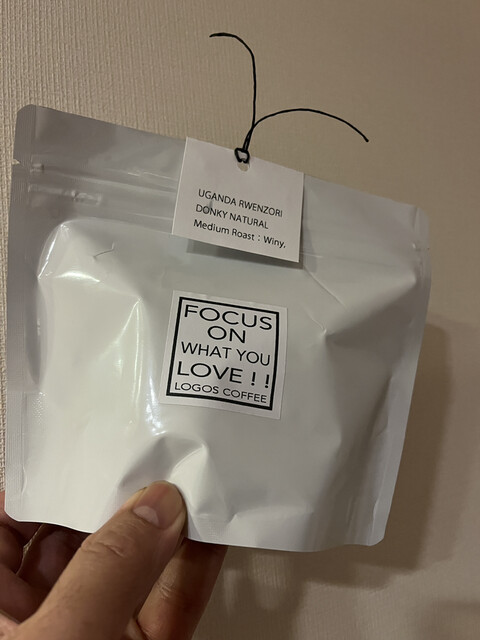 UGANDA RWENZORI
DONKY NATURAL
Medium Roast : Winy.
FOCUS
ON
WHAT YOU
LOVE ! !
LOGOS COFFEE